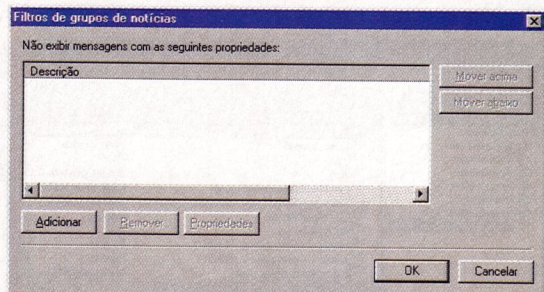 Filtros de grupos de notícias
Não exibir mensagens com as seguintes propriedades:
Descrição
Mover acima
Mover abaixo
Adicionar
Remover
Propriedades
OK
Cancelar